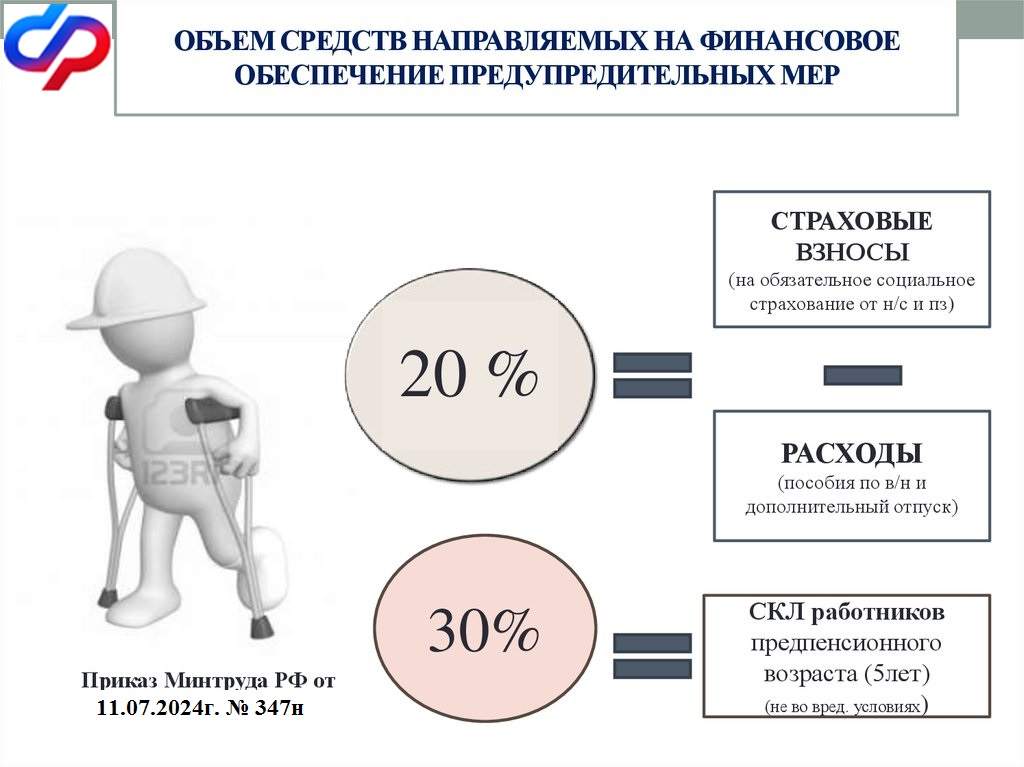 ОБЪЕМ СРЕДСТВ НАПРАВЛЯЕМЫХ НА ФИНАНСОВОЕ
ОБЕСПЕЧЕНИЕ ПРЕДУПРЕДИТЕЛЬНЫХ МЕР
СТРАХОВЫЕ
ВЗНОСЫ
(на обязательное социальное
страхование от н/с и пз)
20 %
РАСХОДЫ
(пособия по в/н и
дополнительный отпуск)
123RF
30%
СКЛ работников
предпенсионного
возраста (5лет)
(не во вред. условиях)
Приказ Минтруда РФ от
11.07.2024г. № 347н